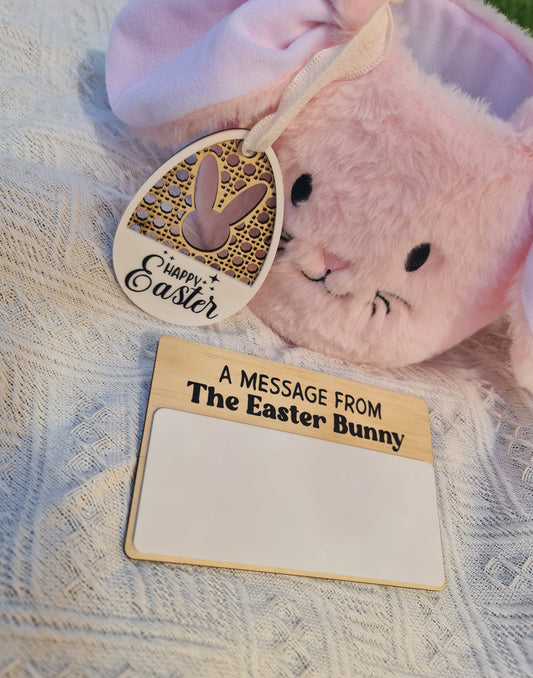 HAPPY
Easter
A MESSAGE FROM
The Easter Bunny